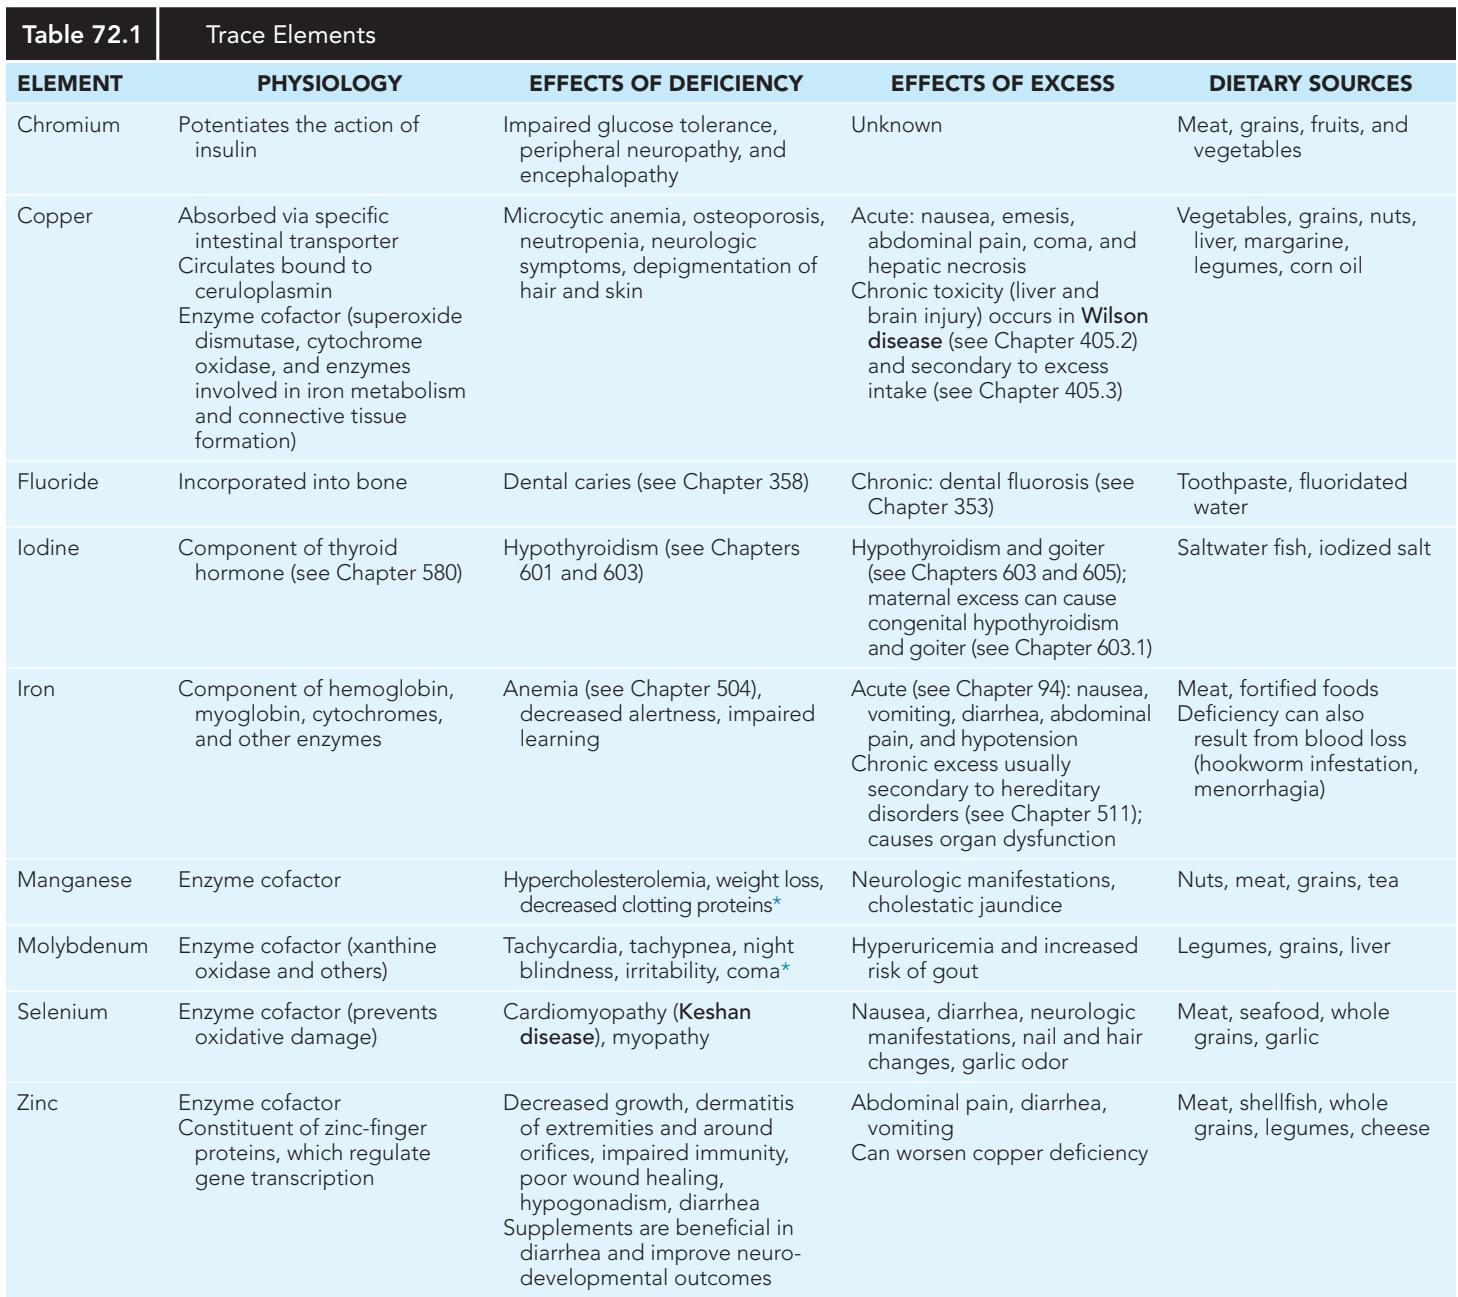 Table 72.1 Trace Elements
ELEMENT PHYSIOLOGY EFFECTS OF DEFICIENCY EFFECTS OF EXCESS DIETARY SOURCES
Chromium
Potentiates the action of
insulin
Impaired glucose tolerance,
peripheral neuropathy, and
encephalopathy
Unknown
Meat, grains, fruits, and
vegetables
Copper
Absorbed via specific
intestinal transporter
Circulates bound to
ceruloplasmin
Enzyme cofactor (superoxide
dismutase, cytochrome
oxidase, and enzymes
involved in iron metabolism
and connective tissue
formation)
Microcytic anemia, osteoporosis,
neutropenia, neurologic
symptoms, depigmentation of
hair and skin
Acute: nausea, emesis,
abdominal pain, coma, and
hepatic necrosis
Chronic toxicity (liver and
brain injury) occurs in Wilson
disease (see Chapter 405.2)
and secondary to excess
intake (see Chapter 405.3)
Vegetables, grains, nuts,
liver, margarine,
legumes, corn oil
Fluoride
Incorporated into bone
Dental caries (see Chapter 358)
Chronic: dental fluorosis (see
Chapter 353)
Toothpaste, fluoridated
water
Iodine
Component of thyroid
hormone (see Chapter 580)
Hypothyroidism (see Chapters
601 and 603)
Hypothyroidism and goiter
(see Chapters 603 and 605);
maternal excess can cause
congenital hypothyroidism
and goiter (see Chapter 603.1)
Saltwater fish, iodized salt
Iron
Component of hemoglobin,
myoglobin, cytochromes,
and other enzymes
Anemia (see Chapter 504),
decreased alertness, impaired
learning
Acute (see Chapter 94): nausea,
vomiting, diarrhea, abdominal
pain, and hypotension
Chronic excess usually
secondary to hereditary
disorders (see Chapter 511);
causes organ dysfunction
Meat, fortified foods
Deficiency can also
result from blood loss
(hookworm infestation,
menorrhagia)
Manganese
Enzyme cofactor
Hypercholesterolemia, weight loss,
decreased clotting proteins*
Neurologic manifestations,
cholestatic jaundice
Nuts, meat, grains, tea
Molybdenum
Enzyme cofactor (xanthine
oxidase and others)
Tachycardia, tachypnea, night
blindness, irritability, coma*
Hyperuricemia and increased
risk of gout
Legumes, grains, liver
Selenium
Enzyme cofactor (prevents
oxidative damage)
Cardiomyopathy (Keshan
disease), myopathy
Nausea, diarrhea, neurologic
manifestations, nail and hair
changes, garlic odor
Meat, seafood, whole
grains, garlic
Zinc
Enzyme cofactor
Constituent of zinc-finger
proteins, which regulate
gene transcription
Decreased growth, dermatitis
of extremities and around
orifices, impaired immunity,
poor wound healing,
hypogonadism, diarrhea
Supplements are beneficial in
diarrhea and improve neuro-
developmental outcomes
Abdominal pain, diarrhea,
vomiting
Can worsen copper deficiency
Meat, shellfish, whole
grains, legumes, cheese